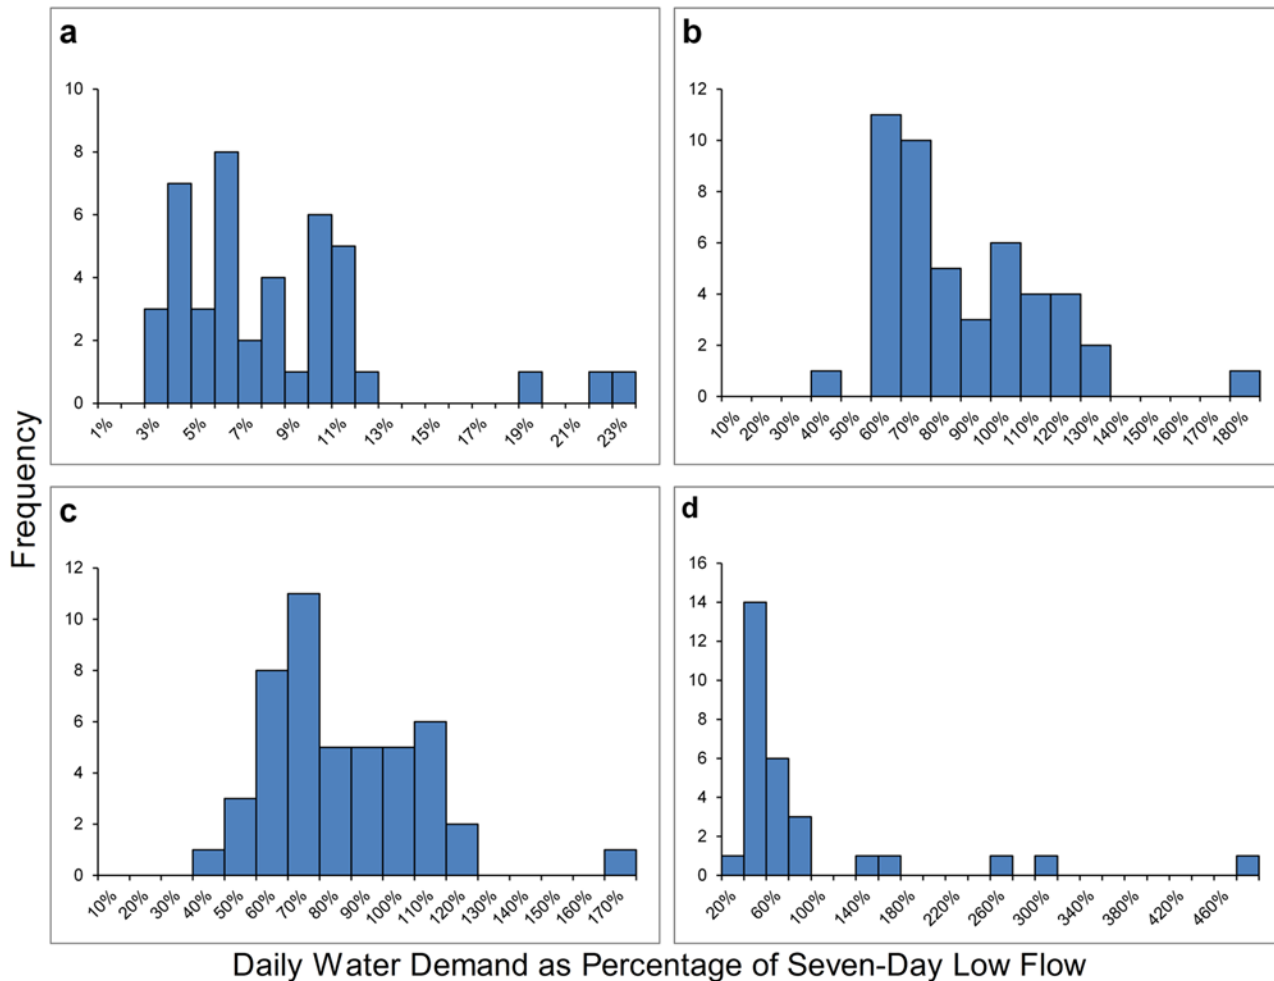 a
10
8
6
4
2
0
1% 3% 5% 7% 9% 11% 13% 15% 17% 19% 21% 23%
b
12
10
8
6
4
2
0
10% 20% 30% 40% 50% 60% 70% 80% 90% 100% 110% 120% 130% 140% 150% 160% 170% 180%
Frequency
c
12
10
8
6
4
2
0
10% 20% 30% 40% 50% 60% 70% 80% 90% 100% 110% 120% 130% 140% 150% 160% 170%
d
16
14
12
10
8
6
4
2
0
20% 60% 100% 140% 180% 220% 260% 300% 340% 380% 420% 460%
Daily Water Demand as Percentage of Seven-Day Low Flow